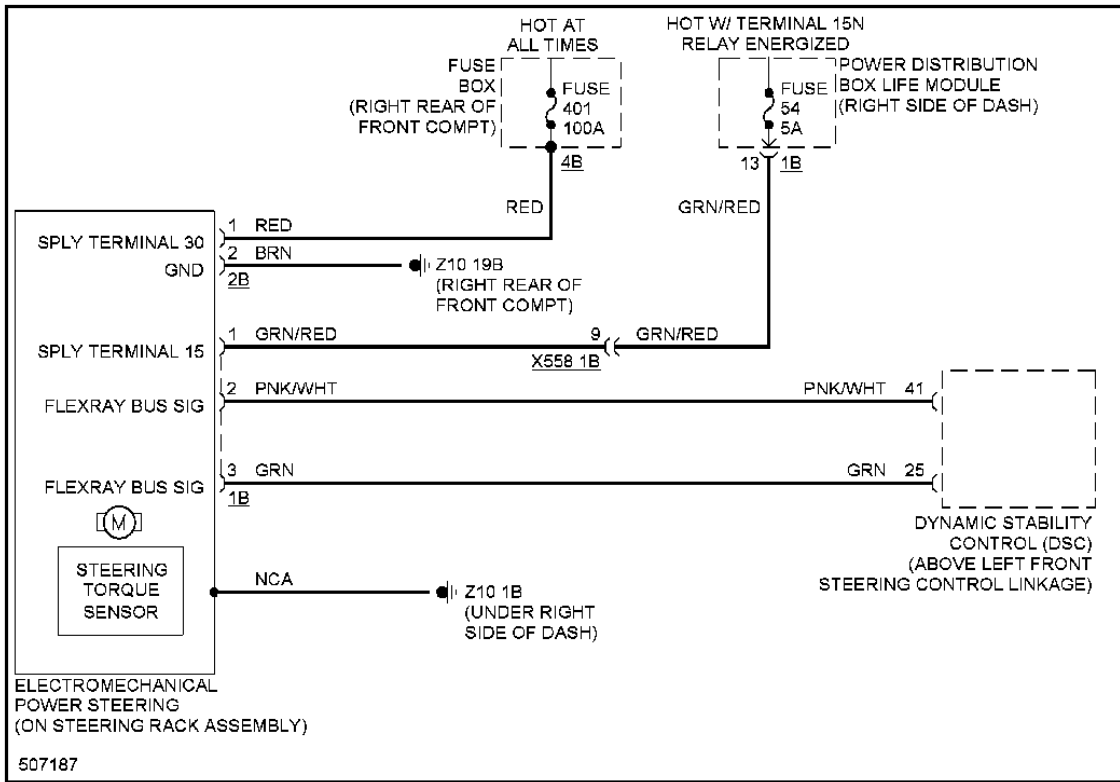 HOT AT
ALL TIMES
HOT W/ TERMINAL 15N
RELAY ENERGIZED
FUSE
BOX
(RIGHT REAR OF
FRONT COMPT)
FUSE
401
100A
FUSE
54
5A
POWER DISTRIBUTION
BOX LIFE MODULE
(RIGHT SIDE OF DASH)
4B
13 1B
RED
GRN/RED
SPLY TERMINAL 30
1 RED
GND
2 BRN
2B
Z10 19B
(RIGHT REAR OF
FRONT COMPT)
SPLY TERMINAL 15
1 GRN/RED
9 GRN/RED
X558 1B
FLEXRAY BUS SIG
2 PNK/WHT
PNK/WHT 41
FLEXRAY BUS SIG
3 GRN
1B
GRN 25
M
STEERING
TORQUE
SENSOR
NCA
Z10 1B
(UNDER RIGHT
SIDE OF DASH)
DYNAMIC STABILITY
CONTROL (DSC)
(ABOVE LEFT FRONT
STEERING CONTROL LINKAGE)
ELECTROMECHANICAL
POWER STEERING
(ON STEERING RACK ASSEMBLY)
507187